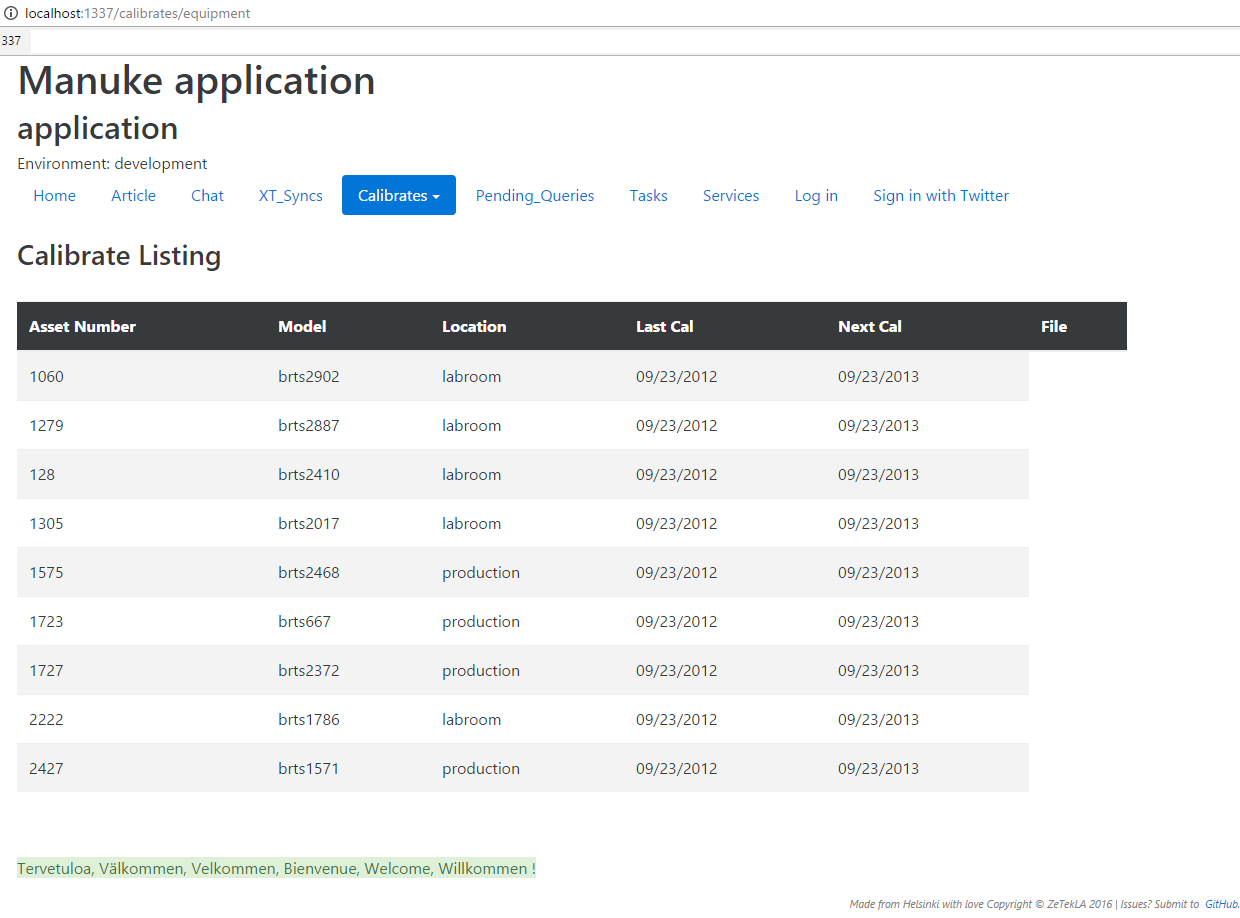 localhost:1337/calibrates/equipment
337
Manuke application
application
Environment: development
Home Article Chat XT_Syncs Calibrates Pending_Queries Tasks Services Log in Sign in with Twitter
Calibrate Listing
Asset Number Model Location Last Cal Next Cal File
1060 brts2902 labroom 09/23/2012 09/23/2013
1279 brts2887 labroom 09/23/2012 09/23/2013
128 brts2410 labroom 09/23/2012 09/23/2013
1305 brts2017 labroom 09/23/2012 09/23/2013
1575 brts2468 production 09/23/2012 09/23/2013
1723 brts667 production 09/23/2012 09/23/2013
1727 brts2372 production 09/23/2012 09/23/2013
2222 brts1786 labroom 09/23/2012 09/23/2013
2427 brts1571 production 09/23/2012 09/23/2013
Tervetuloa, Välkommen, Velkommen, Bienvenue, Welcome, Willkommen !
Made from Helsinki with love Copyright © ZeTekLA 2016 | Issues? Submit to GitHub.